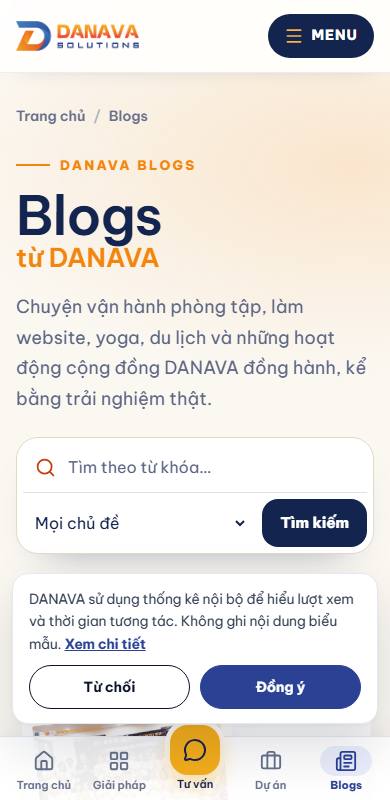 DANAVA
SOLUTIONS
MENU
Trang chủ / Blogs
DANAVA BLOGS
Blogs
từ DANAVA
Chuyện vận hành phòng tập, làm
website, yoga, du lịch và những hoạt
động cộng đồng DANAVA đồng hành, kể
bằng trải nghiệm thật.
Tìm theo từ khóa...
Mọi chủ đề
Tìm kiếm
DANAVA sử dụng thống kê nội bộ để hiểu lượt xem
và thời gian tương tác. Không ghi nội dung biểu
mẫu. Xem chi tiết
Từ chối
Đồng ý
Trang chủ
Giải pháp
Tư vấn
Dự án
Blogs